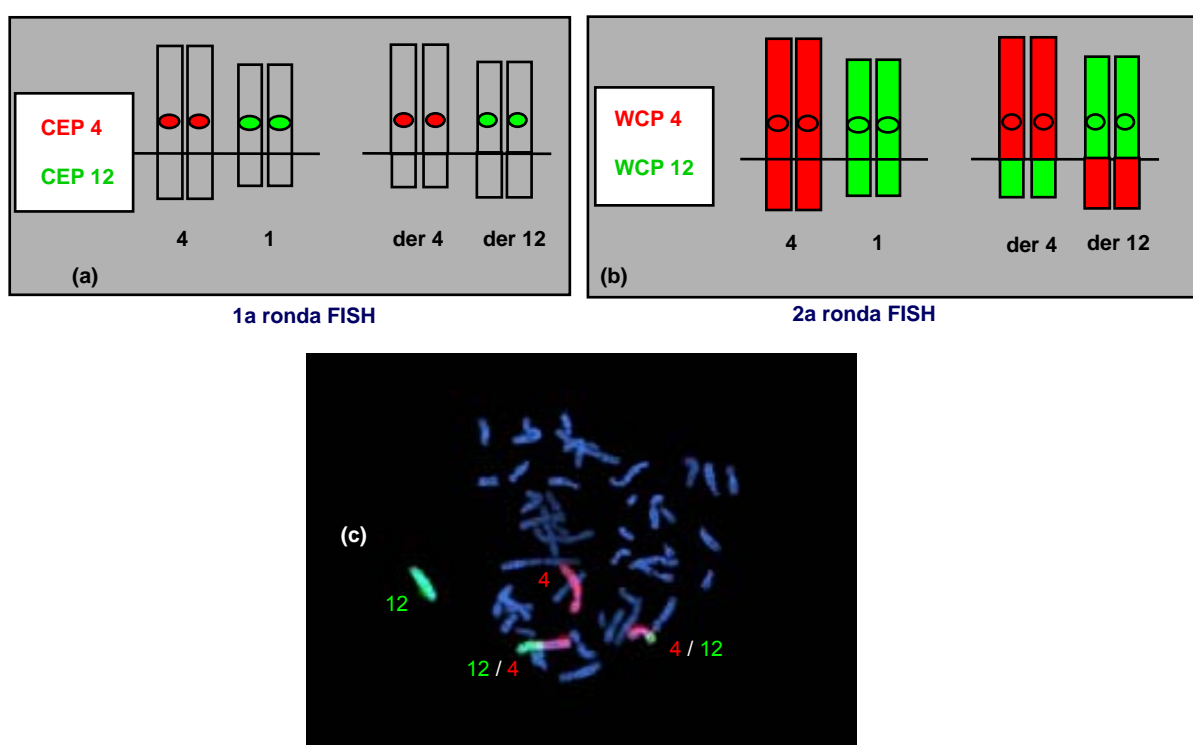 CEP 4
CEP 12
4 1 der 4 der 12
(a)
1a ronda FISH
WCP 4
WCP 12
4 1 der 4 der 12
(b)
2a ronda FISH
(c)
4
12
12 / 4
4 / 12